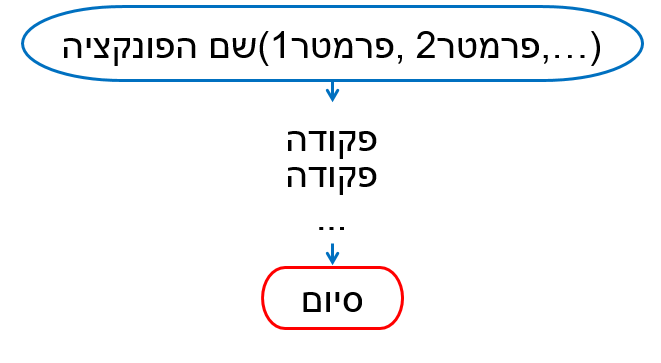 שם הפונקציה(פרמטר1, פרמטר2,…)
פקודה
פקודה
...
סיום